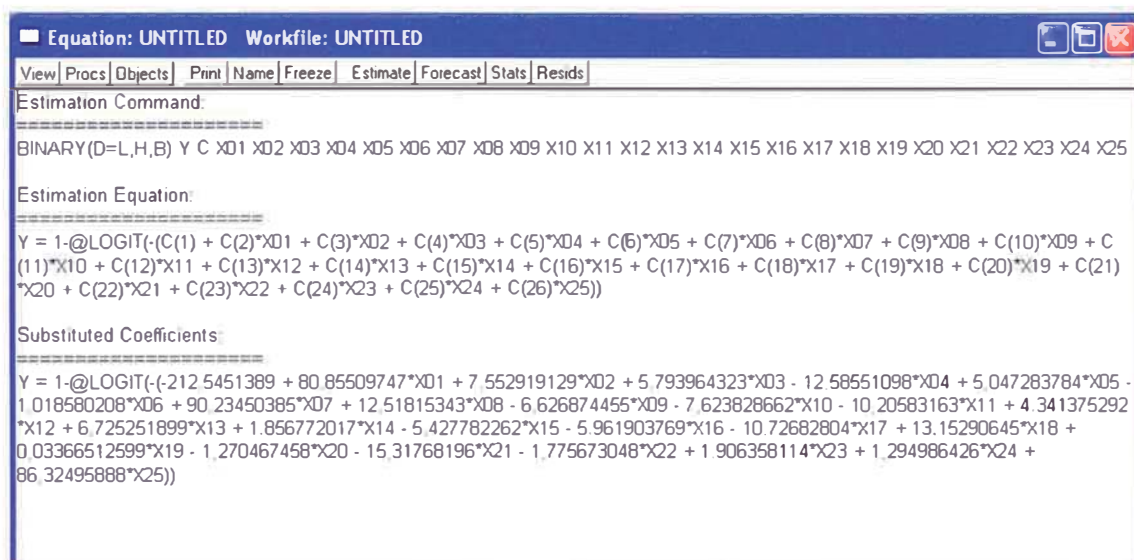 Equation: UNTITLED Workfile: UNTITLED
View Procs Objects Print Name Freeze Estimate Forecast Stats Resids
Estimation Command:
=====================
BINARY(D=L,H,B) Y C X01 X02 X03 X04 X05 X06 X07 X08 X09 X10 X11 X12 X13 X14 X15 X16 X17 X18 X19 X20 X21 X22 X23 X24 X25
Estimation Equation:
=====================
Y = 1-@LOGIT(-(C(1) + C(2)*X01 + C(3)*X02 + C(4)*X03 + C(5)*X04 + C(6)*X05 + C(7)*X06 + C(8)*X07 + C(9)*X08 + C(10)*X09 + C
(11)*X10 + C(12)*X11 + C(13)*X12 + C(14)*X13 + C(15)*X14 + C(16)*X15 + C(17)*X16 + C(18)*X17 + C(19)*X18 + C(20)*X19 + C(21)
*X20 + C(22)*X21 + C(23)*X22 + C(24)*X23 + C(25)*X24 + C(26)*X25))
Substituted Coefficients:
=====================
Y = 1-@LOGIT(-(-212.5451389 + 80.85509747*X01 + 7.552919129*X02 + 5.793964323*X03 - 12.58551098*X04 + 5.047283784*X05 -
1.018580208*X06 + 90.23450385*X07 + 12.51815343*X08 - 6.626874455*X09 - 7.623828662*X10 - 10.20583163*X11 + 4.341375292
*X12 + 6.725251899*X13 + 1.856772017*X14 - 5.427782262*X15 - 5.961903769*X16 - 10.72682804*X17 + 13.15290645*X18 +
0.03366512599*X19 - 1.270467458*X20 - 15.31768196*X21 - 1.775673048*X22 + 1.906358114*X23 + 1.294986426*X24 +
86.32495888*X25))